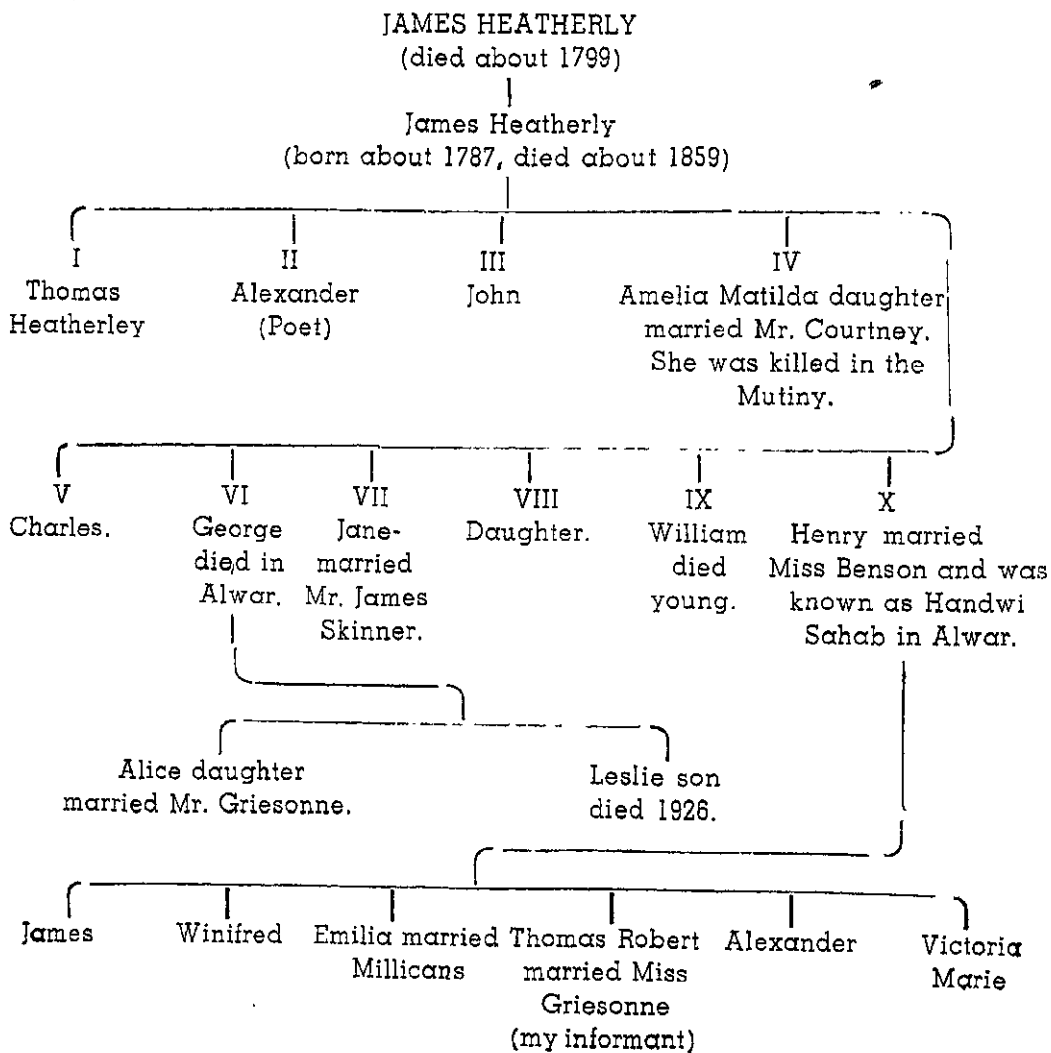 JAMES HEATHERLY
(died about 1799)
James Heatherly
(born about 1787, died about 1859)
I
Thomas
Heatherley
II
Alexander
(Poet)
III
John
IV
Amelia Matilda daughter
married Mr. Courtney.
She was killed in the
Mutiny.
V
Charles.
VI
George
died in
Alwar.
VII
Jane-
married
Mr. James
Skinner.
VIII
Daughter.
IX
William
died
young.
X
Henry married
Miss Benson and was
known as Handwi
Sahab in Alwar.
Alice daughter
married Mr. Griesonne.
Leslie son
died 1926.
James
Winifred
Emilia married
Millicans
Thomas Robert
married Miss
Griesonne
(my informant)
Alexander
Victoria
Marie